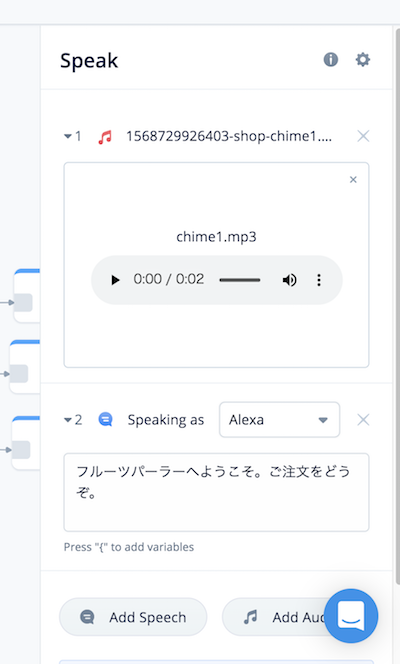 Speak
1 1568729926403-shop-chime1....
chime1.mp3
0:00 / 0:02
2 Speaking as Alexa
フルーツパーラーへようこそ。ご注文をどう
ぞ。
Press "{" to add variables
Add Speech Add Au